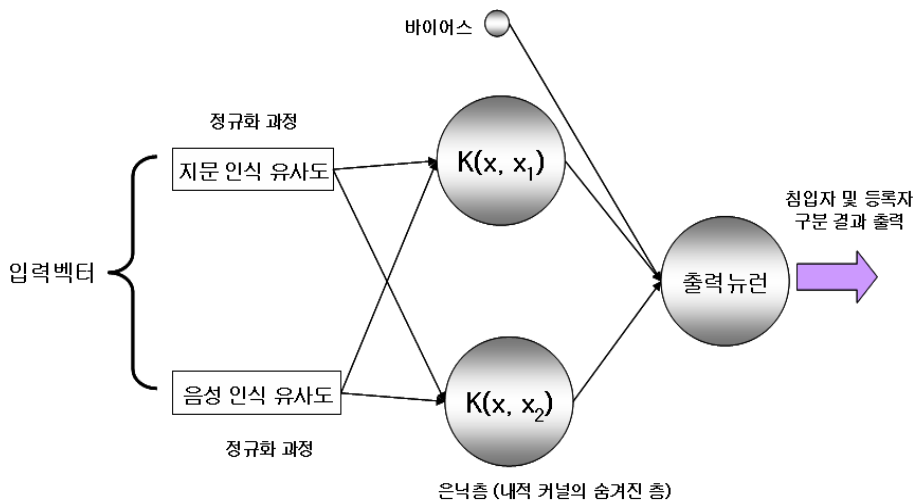 바이어스
정규화 과정
지문 인식 유사도
K(x, x₁)
침입자 및 등록자
구분 결과 출력
입력벡터
출력 뉴런
음성 인식 유사도
K(x, x₂)
정규화 과정
은닉층 (내적 커널의 숨겨진 층)